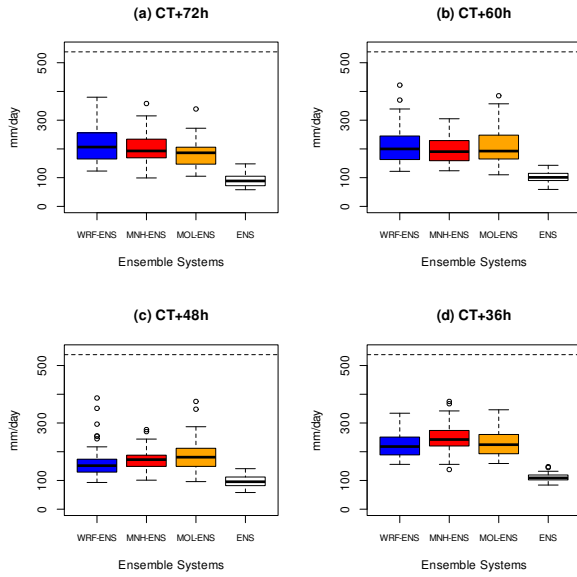 (a) CT+72h
mm/day
500
300
100
0
WRF-ENS MNH-ENS MOL-ENS ENS
Ensemble Systems
(b) CT+60h
mm/day
500
300
100
0
WRF-ENS MNH-ENS MOL-ENS ENS
Ensemble Systems
(c) CT+48h
mm/day
500
300
100
0
WRF-ENS MNH-ENS MOL-ENS ENS
Ensemble Systems
(d) CT+36h
mm/day
500
300
100
0
WRF-ENS MNH-ENS MOL-ENS ENS
Ensemble Systems